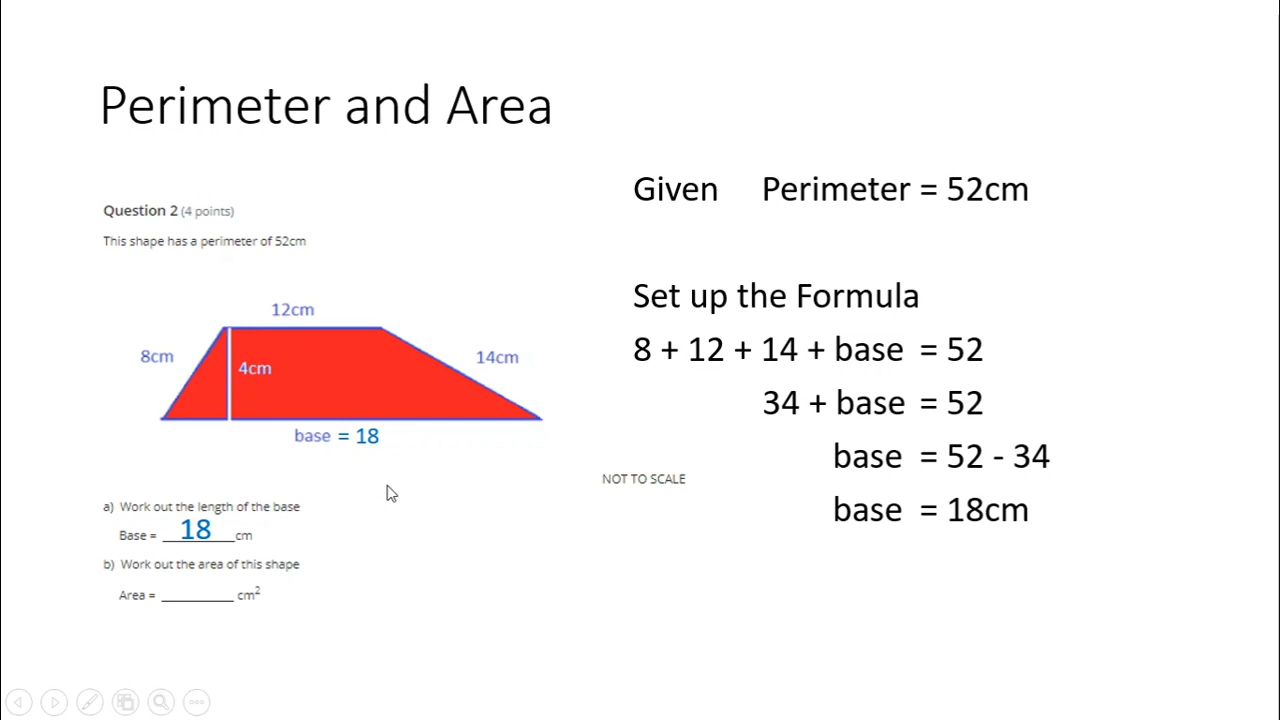 Perimeter and Area
Question 2 (4 points)
This shape has a perimeter of 52cm
12cm
8cm
4cm
14cm
base = 18
NOT TO SCALE
a) Work out the length of the base
Base = ___18___cm
b) Work out the area of this shape
Area = __________ cm²
Given Perimeter = 52cm
Set up the Formula
8 + 12 + 14 + base = 52
34 + base = 52
base = 52 - 34
base = 18cm